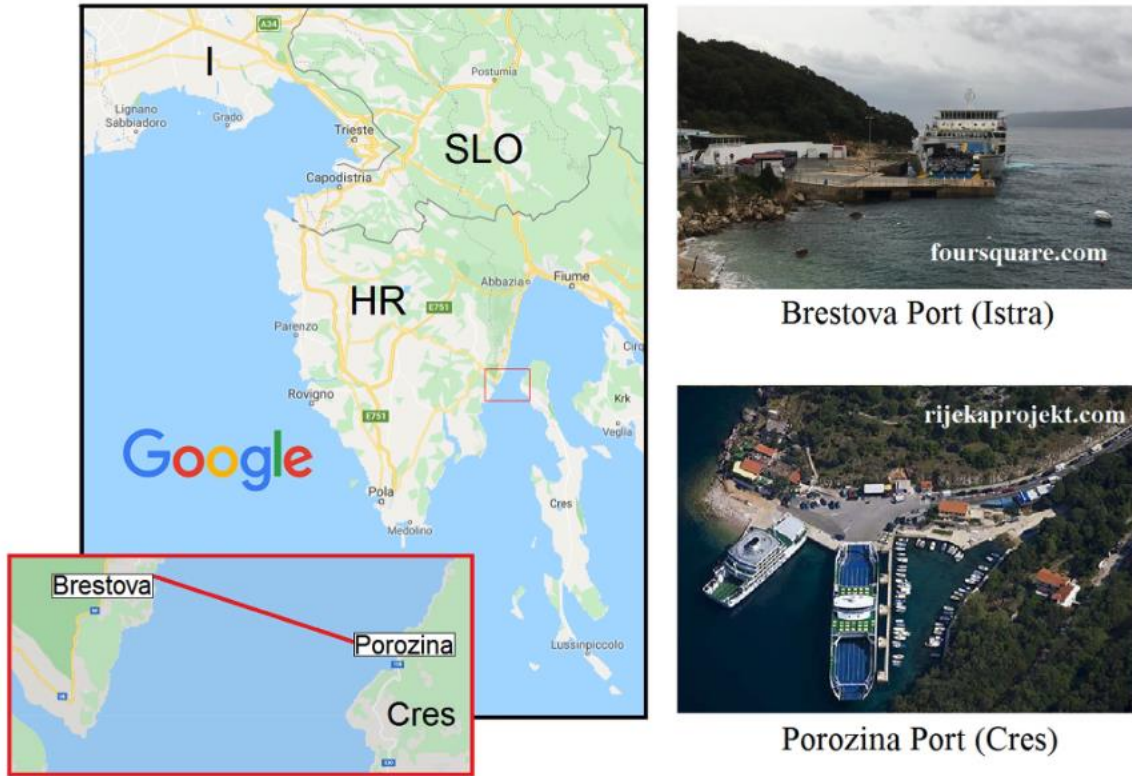 A34
I
Postumia
Lignano
Sabbiadoro
Grado
Trieste
SLO
Capodistria
Abbazia
Fiume
HR
E751
Parenzo
Cirq
Krk
Rovigno
E751
Veglia
Google
Pola
Cres
Medolino
Lussinpiccolo
Brestova
Porozina
Cres
foursquare.com
Brestova Port (Istra)
rijekaprojekt.com
Porozina Port (Cres)